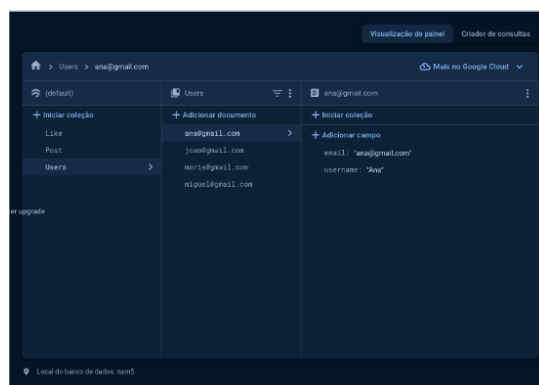 Visualização do painel
Criador de consultas
Users > ana@gmail.com
Mais no Google Cloud
(default)
Users
ana@gmail.com
+ Iniciar coleção
+ Adicionar documento
+ Iniciar coleção
Like
Post
Users
ana@gmail.com
joao@gmail.com
maria@gmail.com
miguel@gmail.com
+ Adicionar campo
email: "ana@gmail.com"
username: "Ana"
er upgrade
Local do banco de dados: nam5